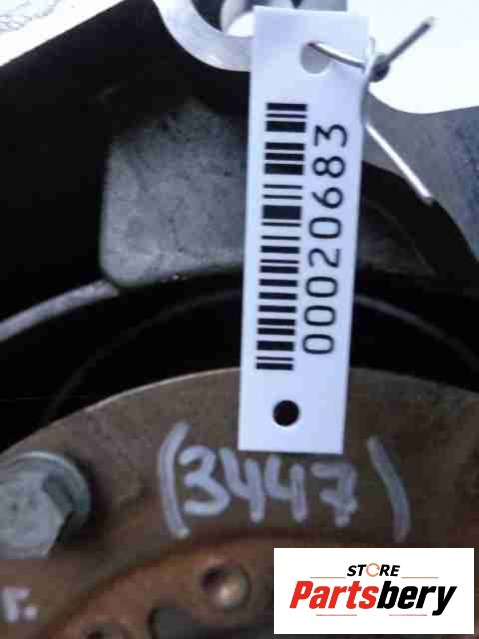 00020683
(3447)
г.
STORE
Partsbery